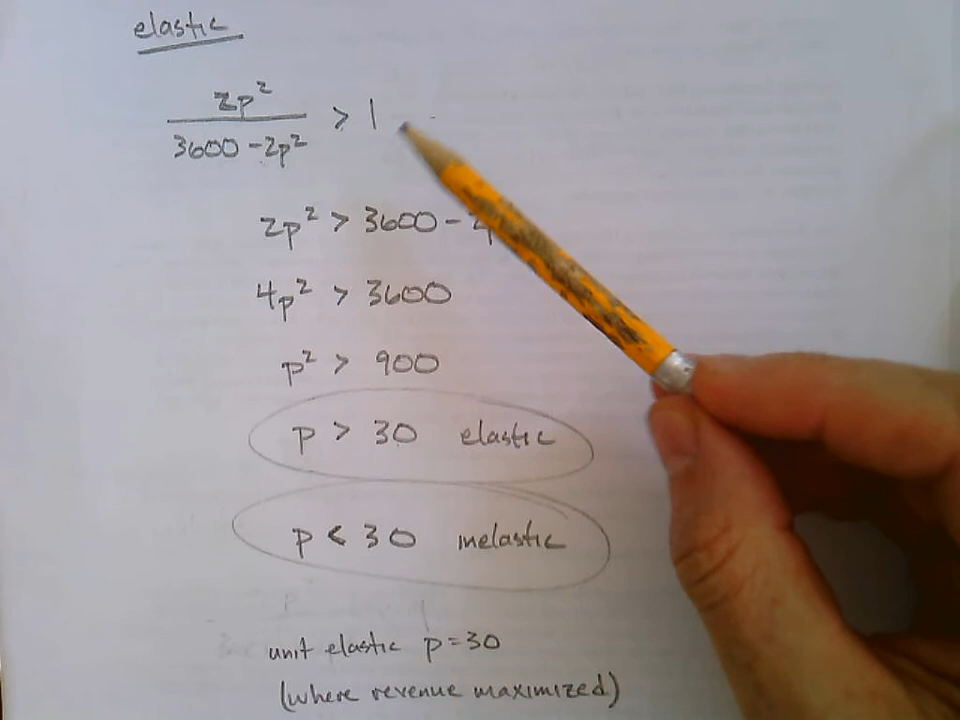 elastic
2p²
3600 - 2p²
> 1
2p² > 3600 - 2p
4p² > 3600
p² > 900
p > 30 elastic
p < 30 inelastic
unit elastic p = 30
(where revenue maximized)